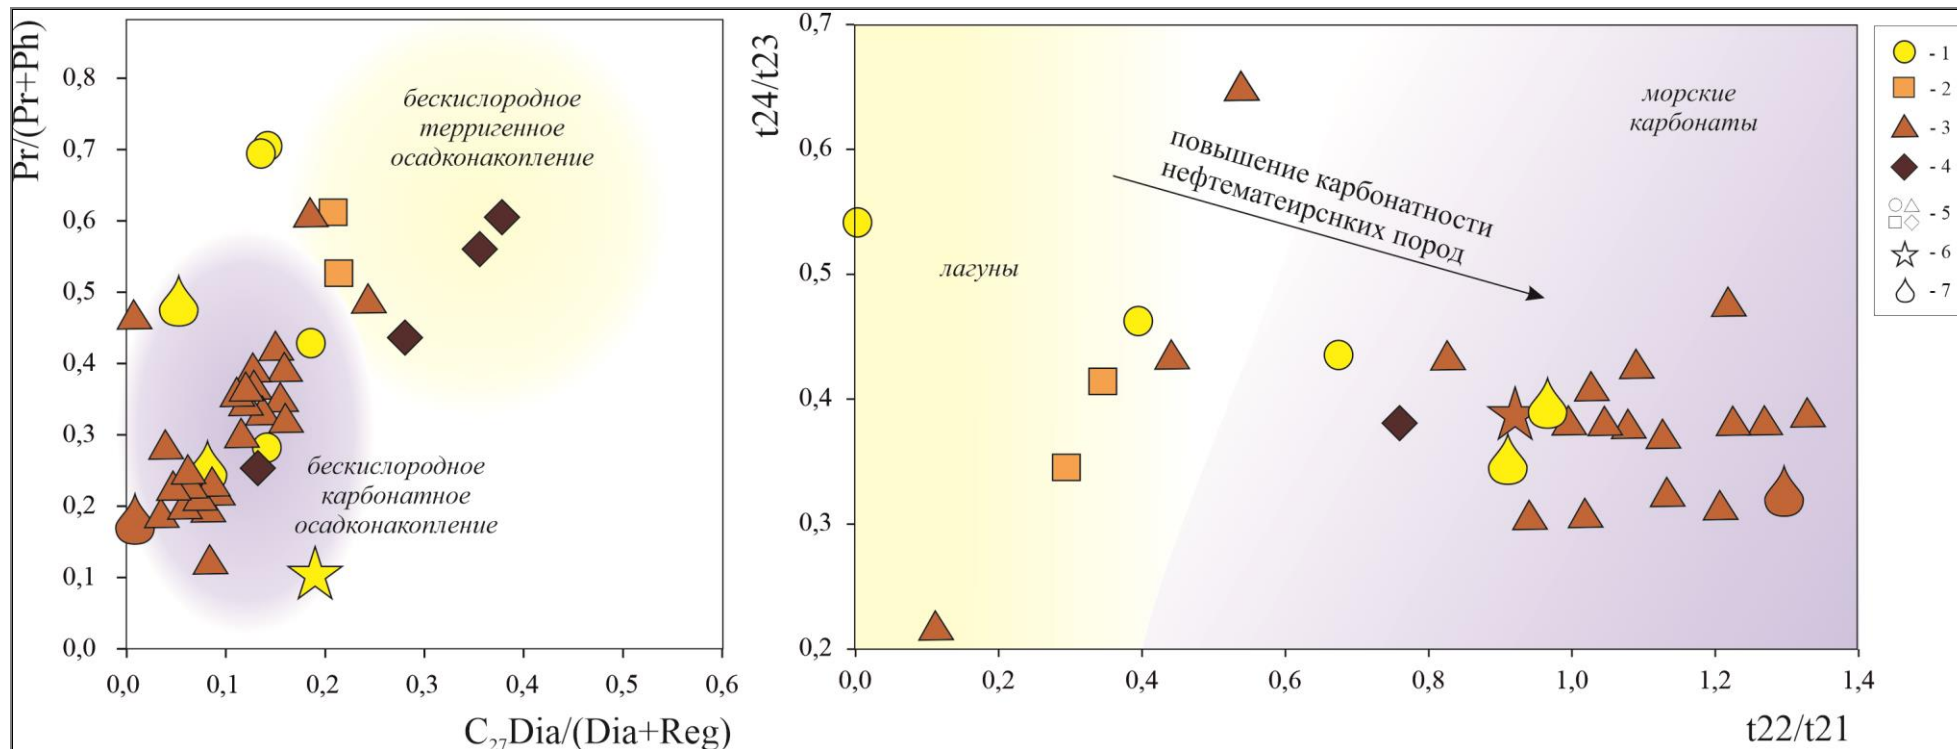 Pr/(Pr+Ph)
0,8
0,7
0,6
0,5
0,4
0,3
0,2
0,1
0,0
0,0 0,1 0,2 0,3 0,4 0,5 0,6
C₂₇Dia/(Dia+Reg)
бескислородное
терригенное
осадконакопление
бескислородное
карбонатное
осадконакопление
t24/t23
0,7
0,6
0,5
0,4
0,3
0,2
0,0 0,2 0,4 0,6 0,8 1,0 1,2 1,4
t22/t21
лагуны
повышение карбонатности
нефтематеирснких пород
морские
карбонаты
- 1
- 2
- 3
- 4
- 5
- 6
- 7